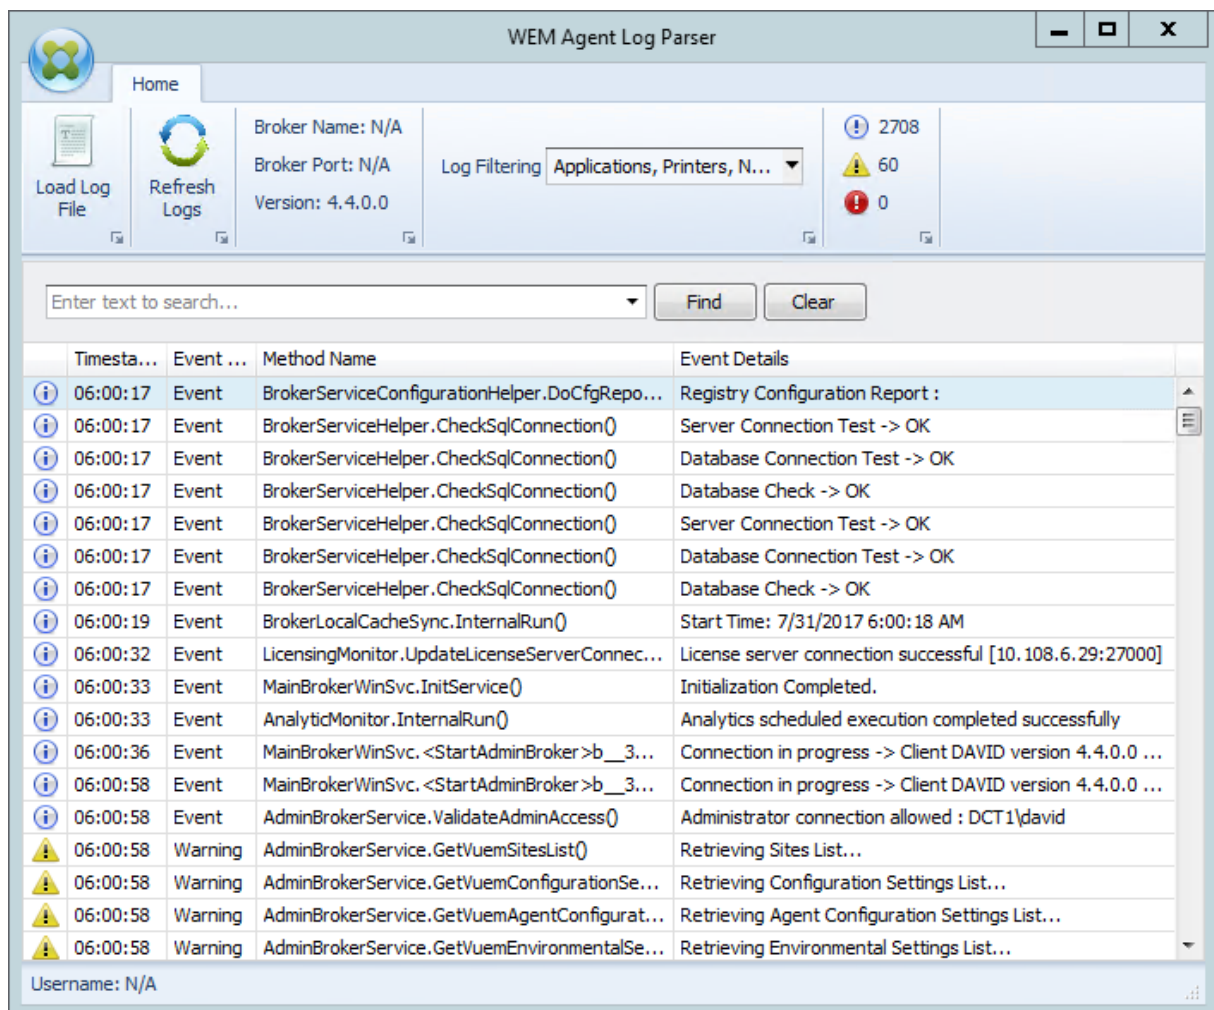 WEM Agent Log Parser
Home
Load Log File
Refresh Logs
Broker Name: N/A
Broker Port: N/A
Version: 4.4.0.0
Log Filtering Applications, Printers, N...
2708
60
0
Enter text to search...
Find Clear
Timesta... Event ... Method Name Event Details
06:00:17 Event BrokerServiceConfigurationHelper.DoCfgRepo... Registry Configuration Report :
06:00:17 Event BrokerServiceHelper.CheckSqlConnection() Server Connection Test -> OK
06:00:17 Event BrokerServiceHelper.CheckSqlConnection() Database Connection Test -> OK
06:00:17 Event BrokerServiceHelper.CheckSqlConnection() Database Check -> OK
06:00:17 Event BrokerServiceHelper.CheckSqlConnection() Server Connection Test -> OK
06:00:17 Event BrokerServiceHelper.CheckSqlConnection() Database Connection Test -> OK
06:00:17 Event BrokerServiceHelper.CheckSqlConnection() Database Check -> OK
06:00:19 Event BrokerLocalCacheSync.InternalRun() Start Time: 7/31/2017 6:00:18 AM
06:00:32 Event LicensingMonitor.UpdateLicenseServerConnec... License server connection successful [10.108.6.29:27000]
06:00:33 Event MainBrokerWinSvc.InitService() Initialization Completed.
06:00:33 Event AnalyticMonitor.InternalRun() Analytics scheduled execution completed successfully
06:00:36 Event MainBrokerWinSvc.<StartAdminBroker>b__3... Connection in progress -> Client DAVID version 4.4.0.0 ...
06:00:58 Event MainBrokerWinSvc.<StartAdminBroker>b__3... Connection in progress -> Client DAVID version 4.4.0.0 ...
06:00:58 Event AdminBrokerService.ValidateAdminAccess() Administrator connection allowed : DCT1\david
06:00:58 Warning AdminBrokerService.GetVuemSitesList() Retrieving Sites List...
06:00:58 Warning AdminBrokerService.GetVuemConfigurationSe... Retrieving Configuration Settings List...
06:00:58 Warning AdminBrokerService.GetVuemAgentConfigurat... Retrieving Agent Configuration Settings List...
06:00:58 Warning AdminBrokerService.GetVuemEnvironmentalSe... Retrieving Environmental Settings List...
Username: N/A